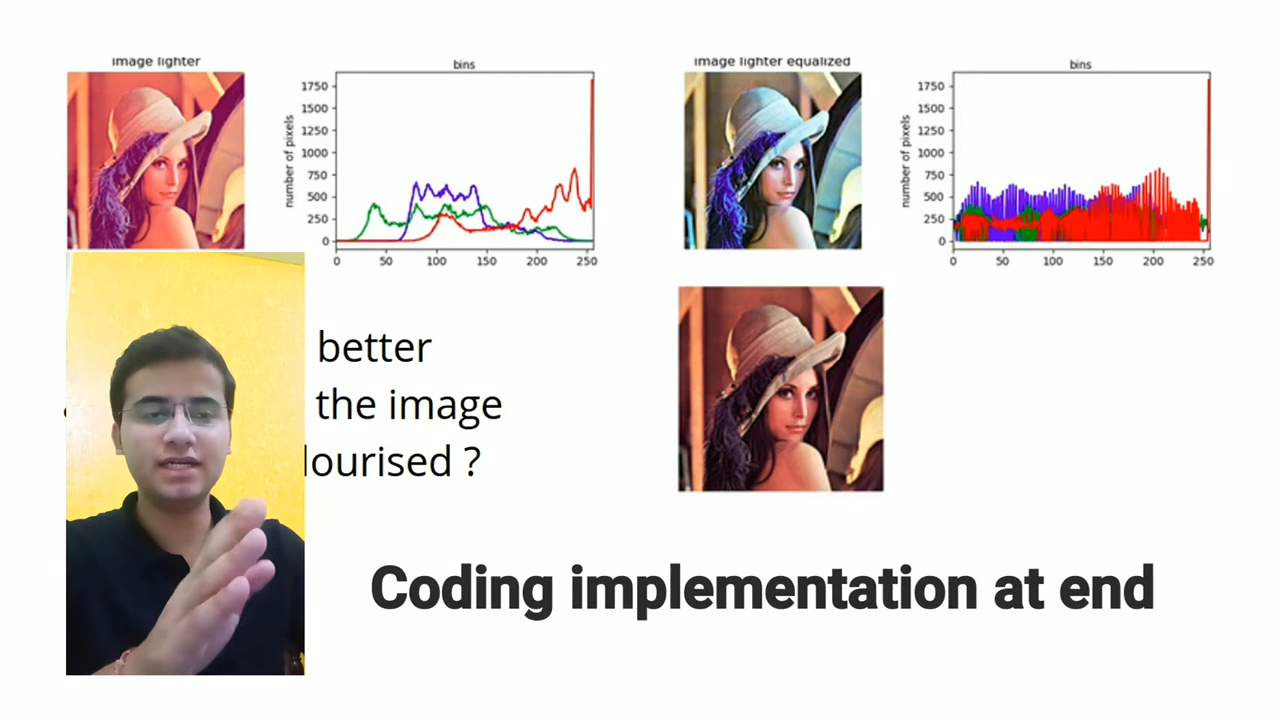 image lighter
bins
number of pixels
1750
1500
1250
1000
750
500
250
0
0 50 100 150 200 250
image lighter equalized
bins
number of pixels
1750
1500
1250
1000
750
500
250
0
0 50 100 150 200 250
better
the image
lourised ?
Coding implementation at end